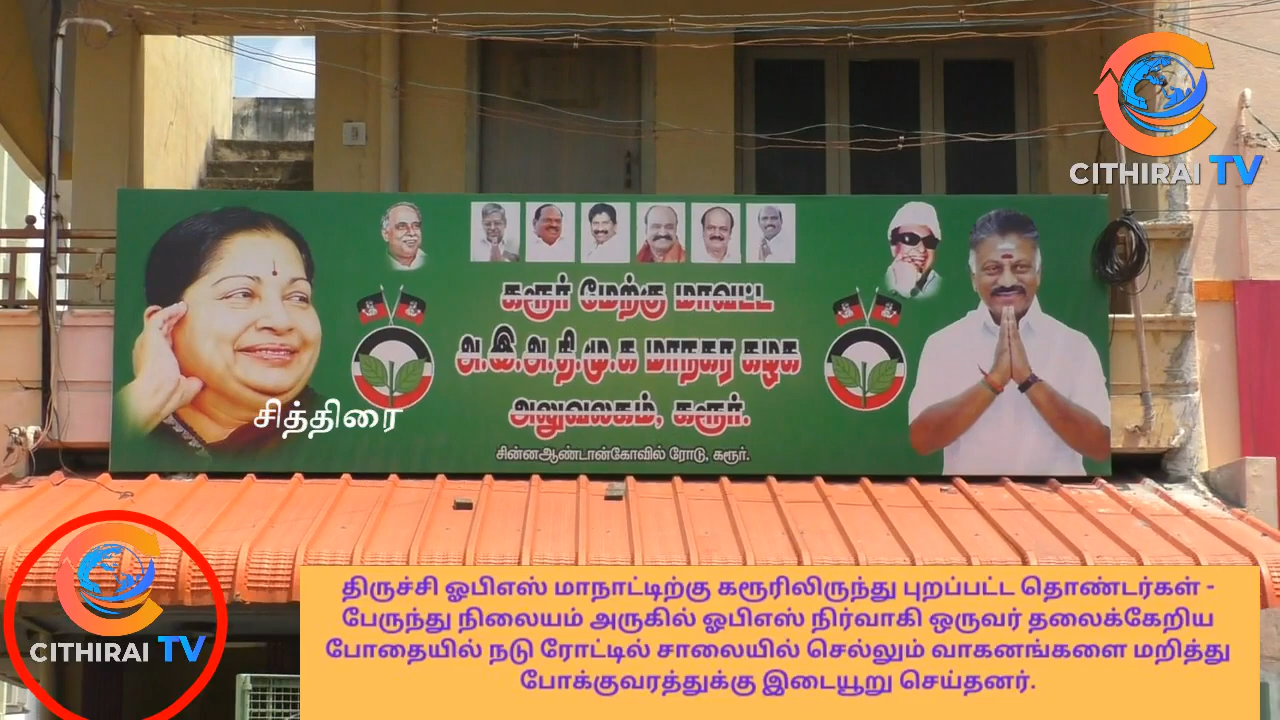 CITHIRAI TV
கரூர் மேற்கு மாவட்ட
அ.இ.அ.தி.மு.க மாநகர கழக
அலுவலகம், கரூர்.
சின்னஆண்டான்கோவில் ரோடு, கரூர்.
சித்திரை
CITHIRAI TV
திருச்சி ஓபிஎஸ் மாநாட்டிற்கு கரூரிலிருந்து புறப்பட்ட தொண்டர்கள் -
பேருந்து நிலையம் அருகில் ஓபிஎஸ் நிர்வாகி ஒருவர் தலைக்கேறிய
போதையில் நடு ரோட்டில் சாலையில் செல்லும் வாகனங்களை மறித்து
போக்குவரத்துக்கு இடையூறு செய்தனர்.